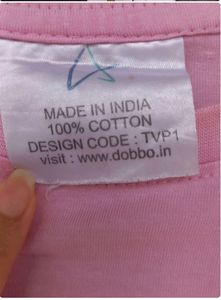 MADE IN INDIA
100% COTTON
DESIGN CODE : TVP1
visit : www.dobbo.in